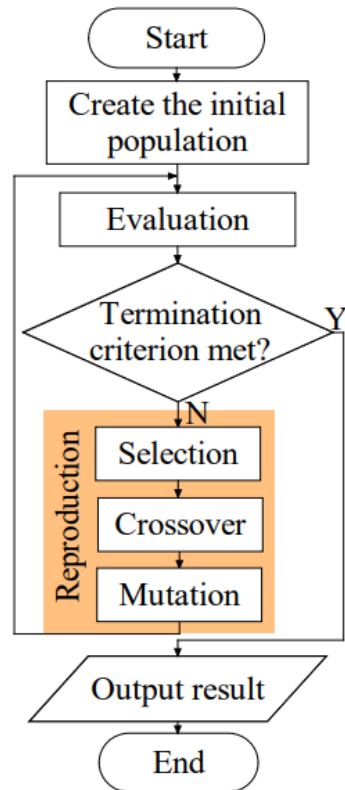 Start
Create the initial
population
Evaluation
Termination
criterion met?
Y
N
Reproduction
Selection
Crossover
Mutation
Output result
End